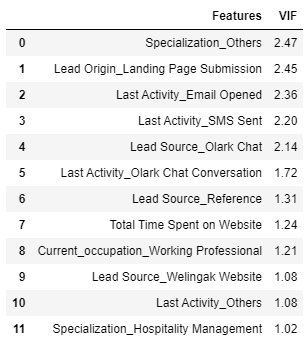 Features VIF
0 Specialization_Others 2.47
1 Lead Origin_Landing Page Submission 2.45
2 Last Activity_Email Opened 2.36
3 Last Activity_SMS Sent 2.20
4 Lead Source_Olark Chat 2.14
5 Last Activity_Olark Chat Conversation 1.72
6 Lead Source_Reference 1.31
7 Total Time Spent on Website 1.24
8 Current_occupation_Working Professional 1.21
9 Lead Source_Welingak Website 1.08
10 Last Activity_Others 1.08
11 Specialization_Hospitality Management 1.02